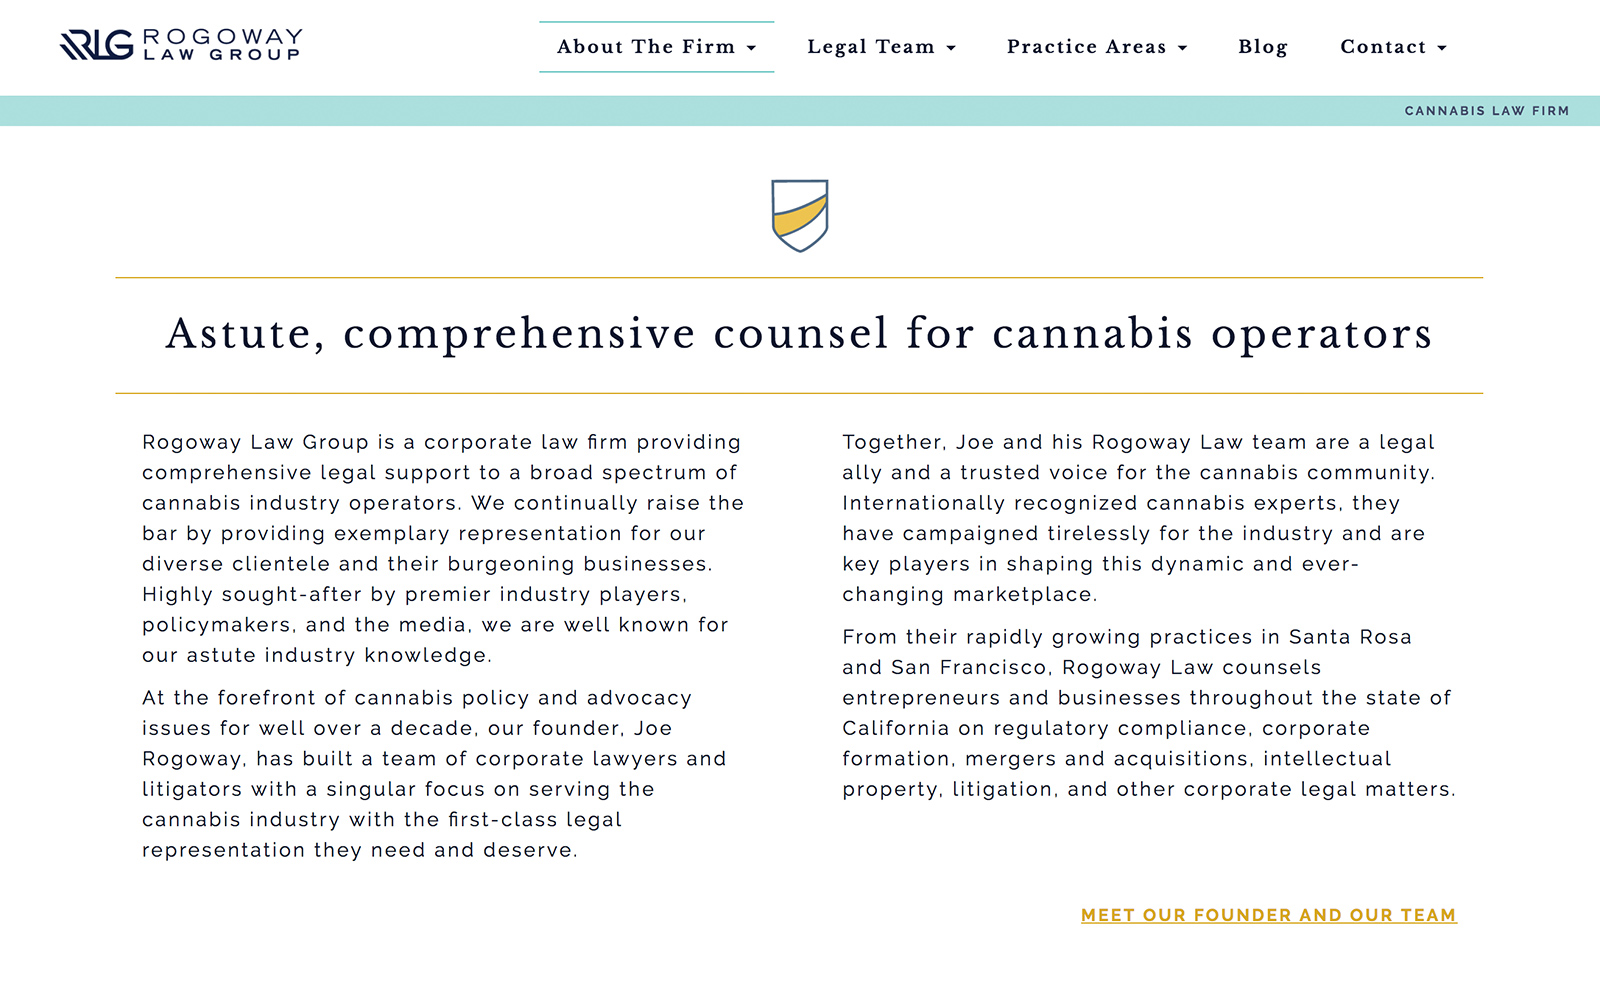 RLG ROGOWAY
LAW GROUP
About The Firm Legal Team Practice Areas Blog Contact
CANNABIS LAW FIRM
Astute, comprehensive counsel for cannabis operators
Rogoway Law Group is a corporate law firm providing
comprehensive legal support to a broad spectrum of
cannabis industry operators. We continually raise the
bar by providing exemplary representation for our
diverse clientele and their burgeoning businesses.
Highly sought-after by premier industry players,
policymakers, and the media, we are well known for
our astute industry knowledge.
At the forefront of cannabis policy and advocacy
issues for well over a decade, our founder, Joe
Rogoway, has built a team of corporate lawyers and
litigators with a singular focus on serving the
cannabis industry with the first-class legal
representation they need and deserve.
Together, Joe and his Rogoway Law team are a legal
ally and a trusted voice for the cannabis community.
Internationally recognized cannabis experts, they
have campaigned tirelessly for the industry and are
key players in shaping this dynamic and ever-
changing marketplace.
From their rapidly growing practices in Santa Rosa
and San Francisco, Rogoway Law counsels
entrepreneurs and businesses throughout the state of
California on regulatory compliance, corporate
formation, mergers and acquisitions, intellectual
property, litigation, and other corporate legal matters.
MEET OUR FOUNDER AND OUR TEAM